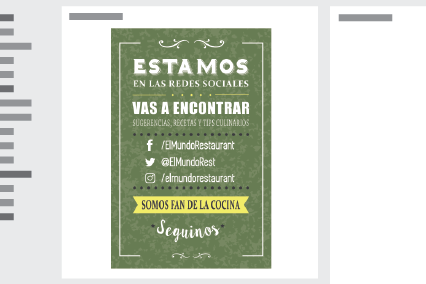 ESTAMOS
EN LAS REDES SOCIALES
VAS A ENCONTRAR
SUGERENCIAS, RECETAS Y TIPS CULINARIOS
/ElMundoRestaurant
@ElMundoRest
/elmundorestaurant
SOMOS FAN DE LA COCINA
Seguinos